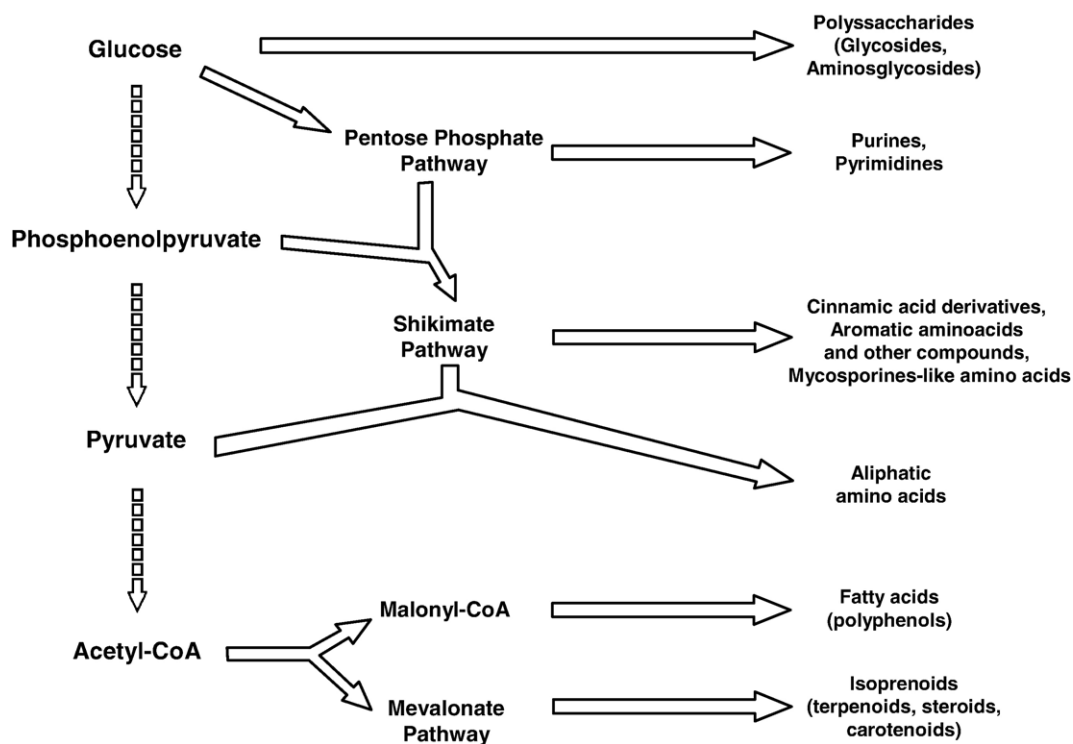 Glucose
Polyssaccharides
(Glycosides,
Aminosglycosides)
Pentose Phosphate
Pathway
Purines,
Pyrimidines
Phosphoenolpyruvate
Shikimate
Pathway
Cinnamic acid derivatives,
Aromatic aminoacids
and other compounds,
Mycosporines-like amino acids
Pyruvate
Aliphatic
amino acids
Malonyl-CoA
Fatty acids
(polyphenols)
Acetyl-CoA
Mevalonate
Pathway
Isoprenoids
(terpenoids, steroids,
carotenoids)